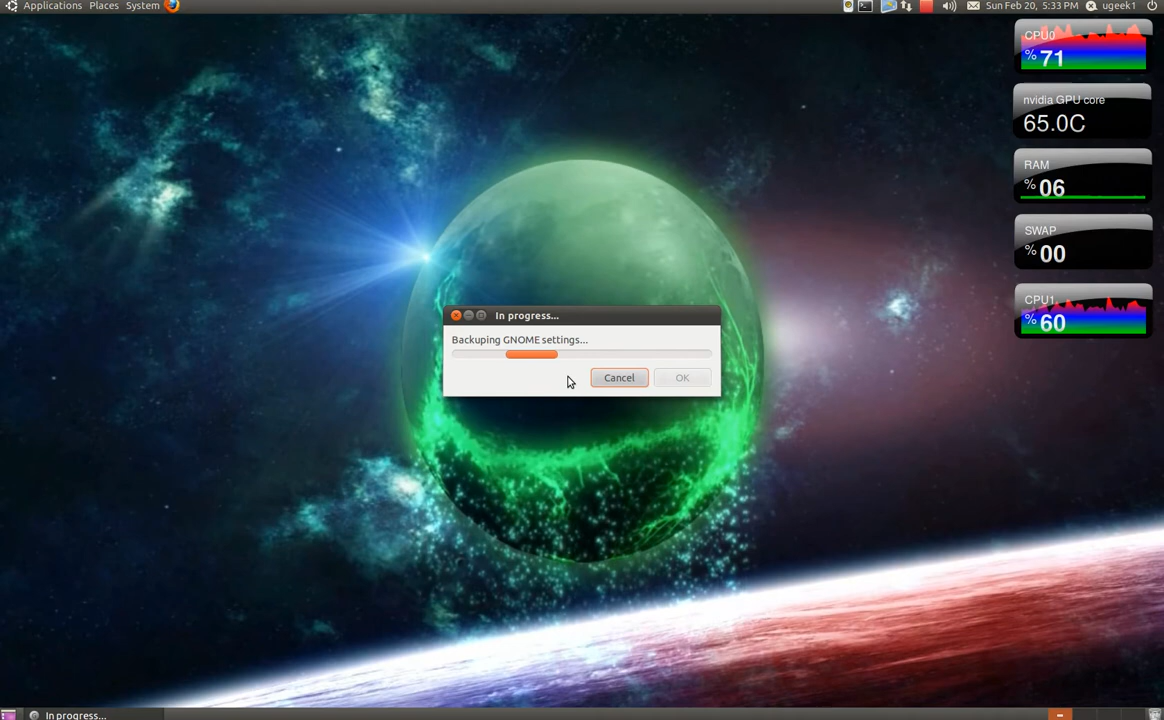 Applications Places System
Sun Feb 20, 5:33 PM ugeek1
CPU0
% 71
nvidia GPU core
65.0C
RAM
% 06
SWAP
% 00
CPU1
% 60
In progress...
Backuping GNOME settings...
Cancel OK
In progress...